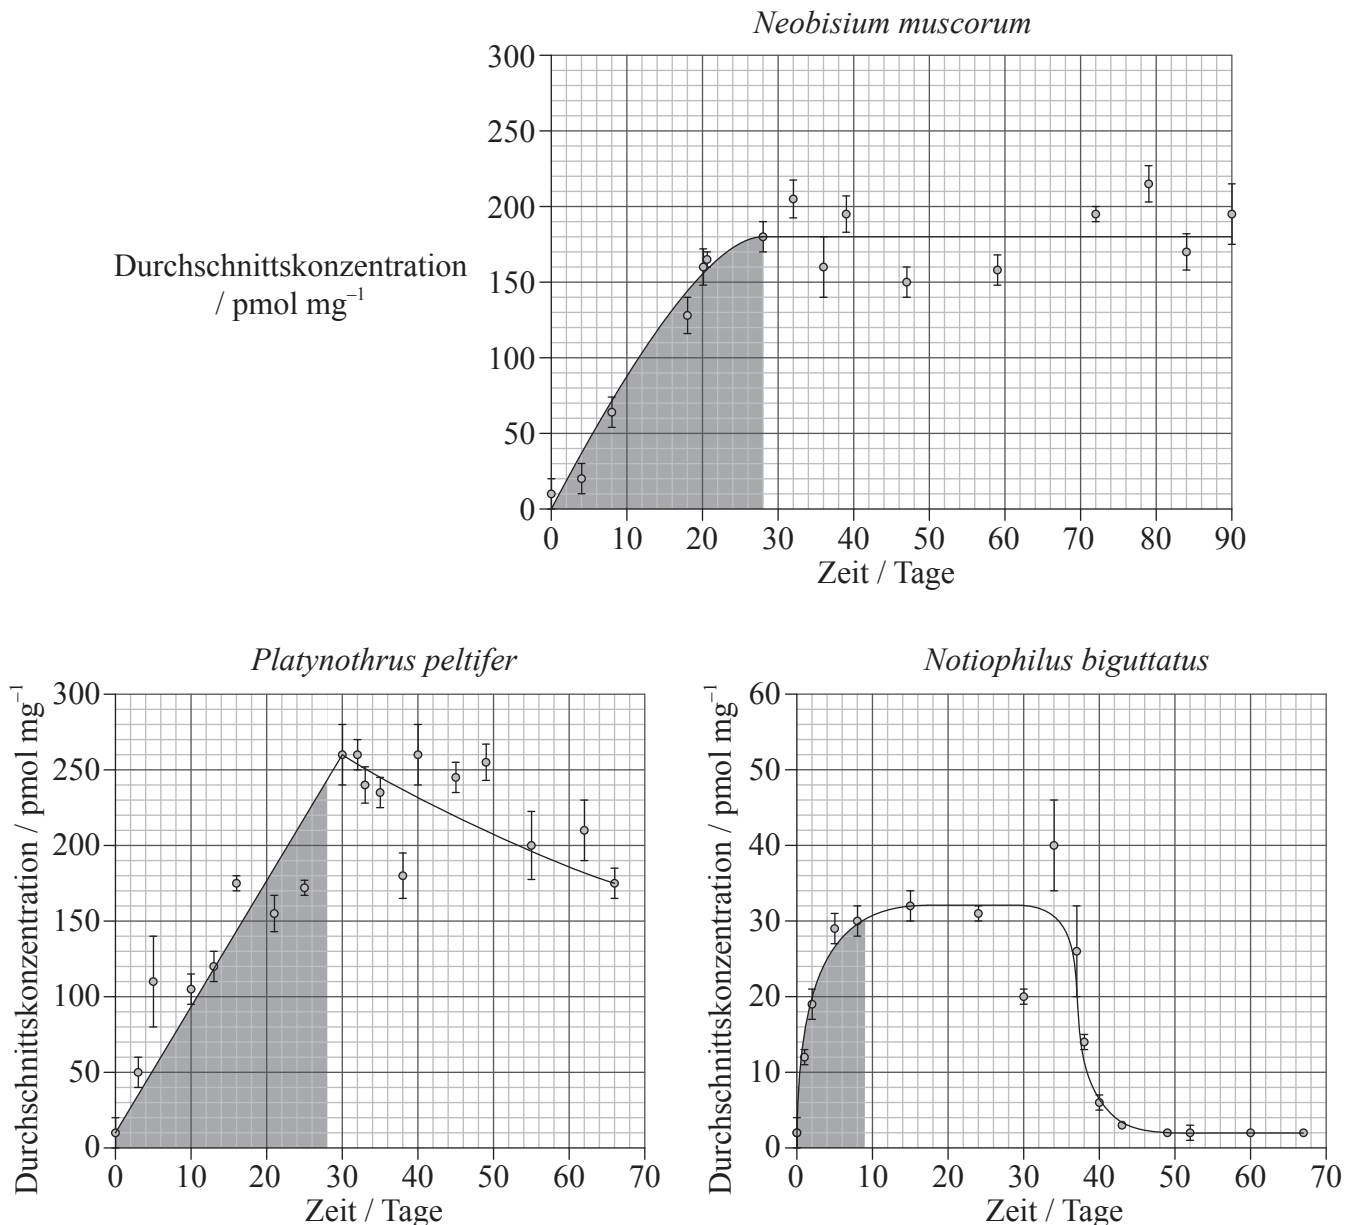 Neobisium muscorum
300
250
200
150
100
50
0
Durchschnittskonzentration
/ pmol mg⁻¹
0 10 20 30 40 50 60 70 80 90
Zeit / Tage
Platynothrus peltifer
Durchschnittskonzentration / pmol mg⁻¹
300
250
200
150
100
50
0
0 10 20 30 40 50 60 70
Zeit / Tage
Notiophilus biguttatus
Durchschnittskonzentration / pmol mg⁻¹
60
50
40
30
20
10
0
0 10 20 30 40 50 60 70
Zeit / Tage